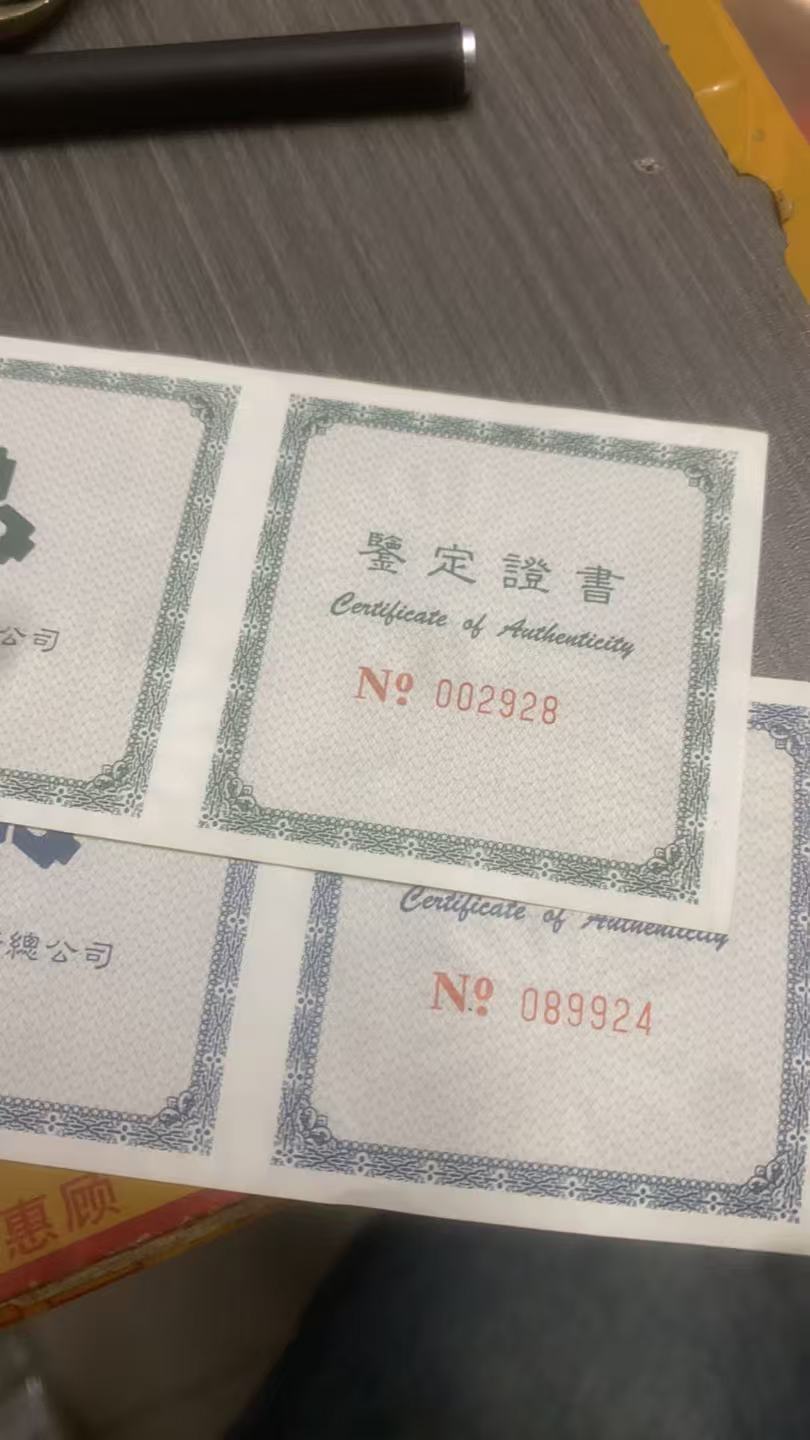 公司
鑒定證書
Certificate of Authenticity
Nº 002928
總公司
Certificate of Authenticity
Nº 089924
惠顾